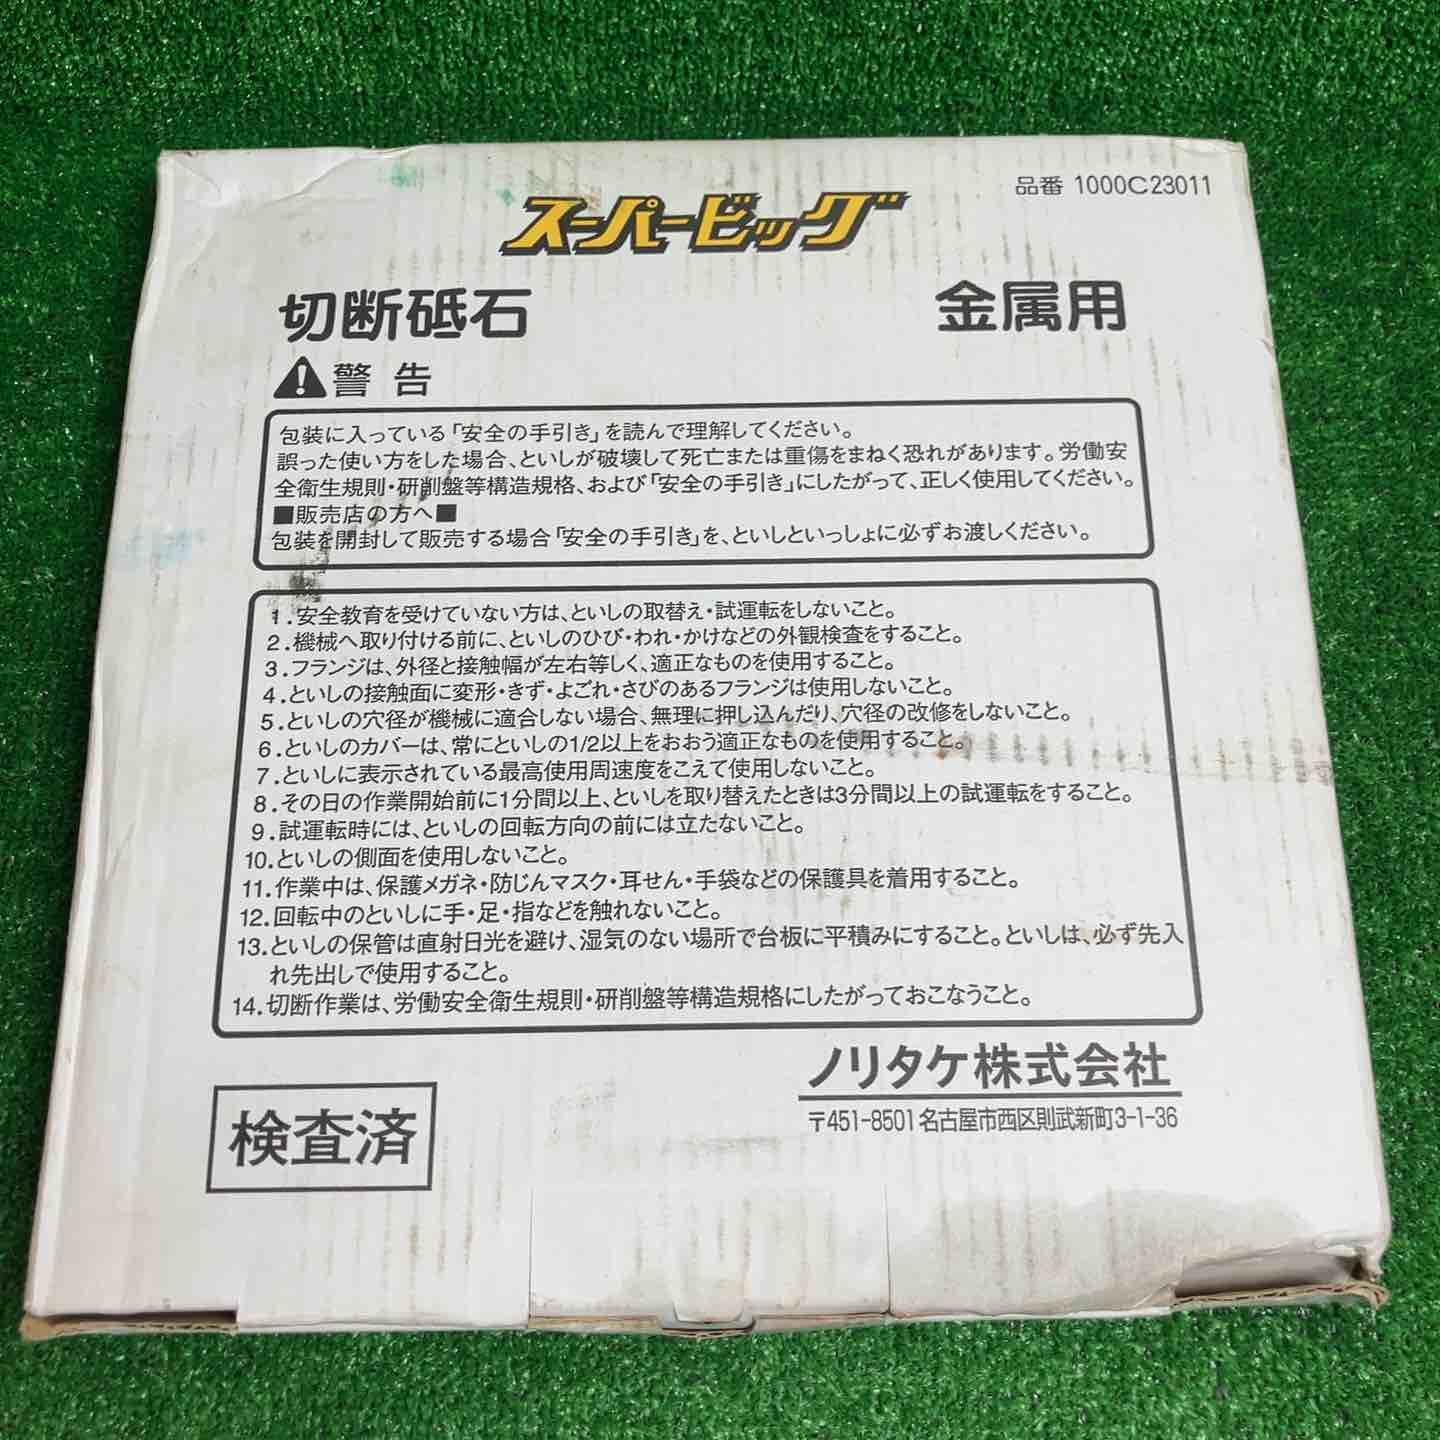 品番 1000C23011
スーパービッグ
切断砥石 金属用
警告
包装に入っている「安全の手引き」を読んで理解してください。
誤った使い方をした場合、といしが破壊して死亡または重傷をまねく恐れがあります。労働安
全衛生規則・研削盤等構造規格、および「安全の手引き」にしたがって、正しく使用してください。
■販売店の方へ■
包装を開封して販売する場合「安全の手引き」を、といしといっしょに必ずお渡しください。
1.安全教育を受けていない方は、といしの取替え・試運転をしないこと。
2.機械へ取り付ける前に、といしのひび・われ・かけなどの外観検査をすること。
3.フランジは、外径と接触幅が左右等しく、適正なものを使用すること。
4.といしの接触面に変形・きず・よごれ・さびのあるフランジは使用しないこと。
5.といしの穴径が機械に適合しない場合、無理に押し込んだり、穴径の改修をしないこと。
6.といしのカバーは、常にといしの1/2以上をおおう適正なものを使用すること。
7.といしに表示されている最高使用周速度をこえて使用しないこと。
8.その日の作業開始前に1分間以上、といしを取り替えたときは3分間以上の試運転をすること。
9.試運転時には、といしの回転方向の前には立たないこと。
10.といしの側面を使用しないこと。
11.作業中は、保護メガネ・防じんマスク・耳せん・手袋などの保護具を着用すること。
12.回転中のといしに手・足・指などを触れないこと。
13.といしの保管は直射日光を避け、湿気のない場所で台板に平積みにすること。といしは、必ず先入
れ先出しで使用すること。
14.切断作業は、労働安全衛生規則・研削盤等構造規格にしたがっておこなうこと。
ノリタケ株式会社
〒451-8501 名古屋市西区則武新町3-1-36
検査済